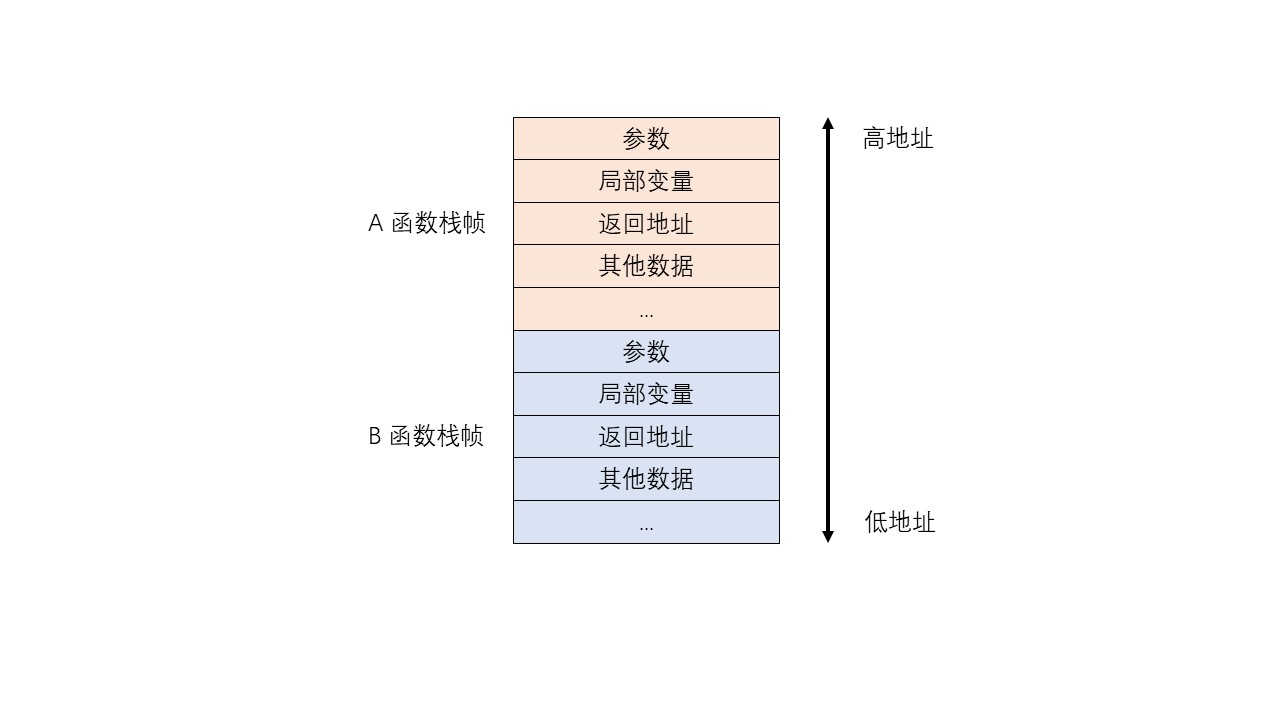 参数
高地址
局部变量
A 函数栈帧
返回地址
其他数据
...
参数
局部变量
B 函数栈帧
返回地址
其他数据
...
低地址